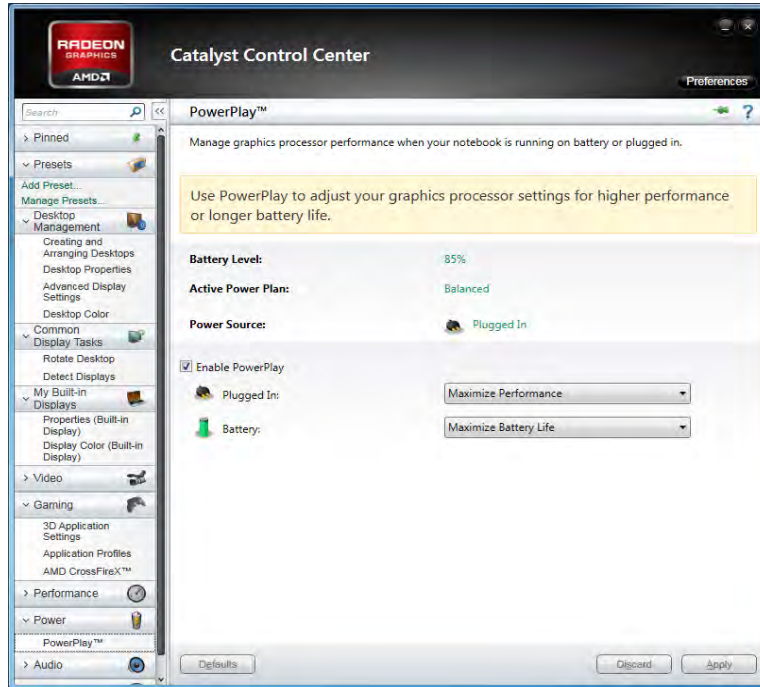 RADEON
GRAPHICS
AMD
Catalyst Control Center
Preferences
Search
PowerPlay™
Pinned
Presets
Add Preset...
Manage Presets...
Desktop
Management
Creating and
Arranging Desktops
Desktop Properties
Advanced Display
Settings
Desktop Color
Common
Display Tasks
Rotate Desktop
Detect Displays
My Built-in
Displays
Properties (Built-in
Display)
Display Color (Built-in
Display)
Video
Gaming
3D Application
Settings
Application Profiles
AMD CrossFireX™
Performance
Power
PowerPlay™
Audio
Manage graphics processor performance when your notebook is running on battery or plugged in.
Use PowerPlay to adjust your graphics processor settings for higher performance
or longer battery life.
Battery Level: 85%
Active Power Plan: Balanced
Power Source: Plugged In
Enable PowerPlay
Plugged In: Maximize Performance
Battery: Maximize Battery Life
Defaults Discard Apply